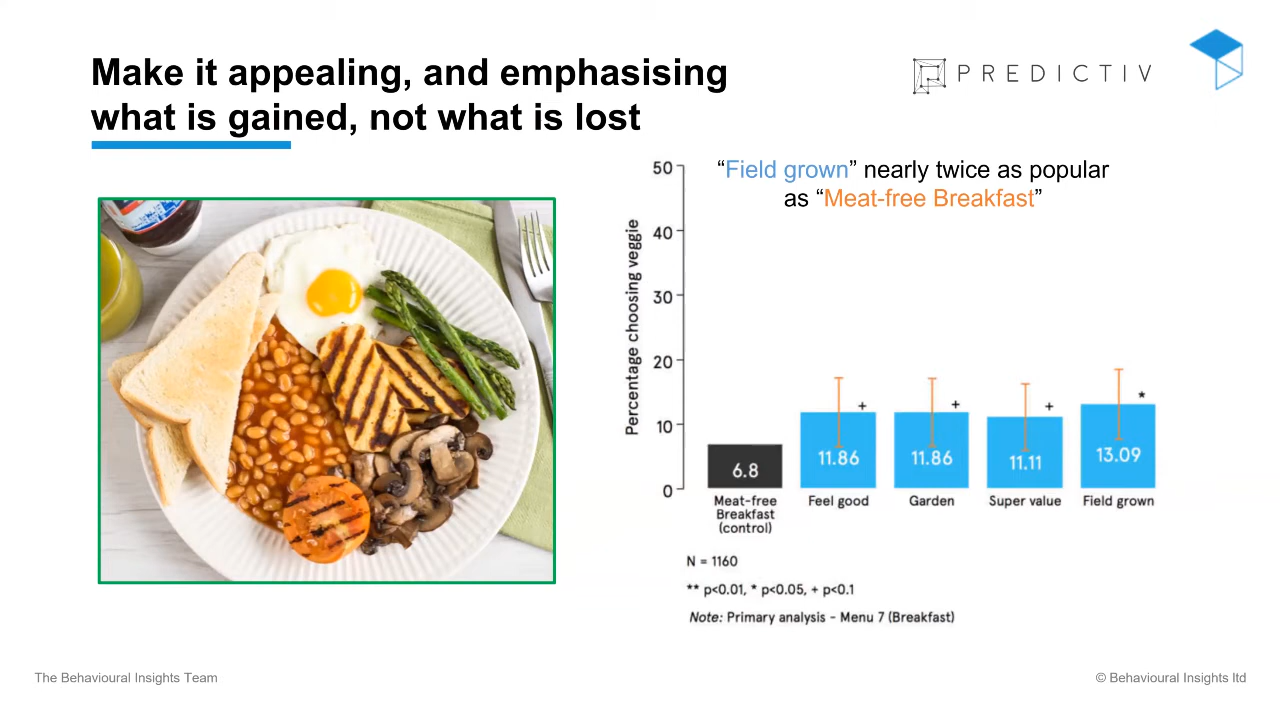 Make it appealing, and emphasising
what is gained, not what is lost
PREDICTIV
“Field grown” nearly twice as popular
as “Meat-free Breakfast”
Percentage choosing veggie
50
40
30
20
10
0
6.8
11.86
+
11.86
+
11.11
+
13.09
*
Meat-free
Breakfast
(control)
Feel good
Garden
Super value
Field grown
N = 1160
** p<0.01, * p<0.05, + p<0.1
Note: Primary analysis - Menu 7 (Breakfast)
The Behavioural Insights Team
© Behavioural Insights ltd